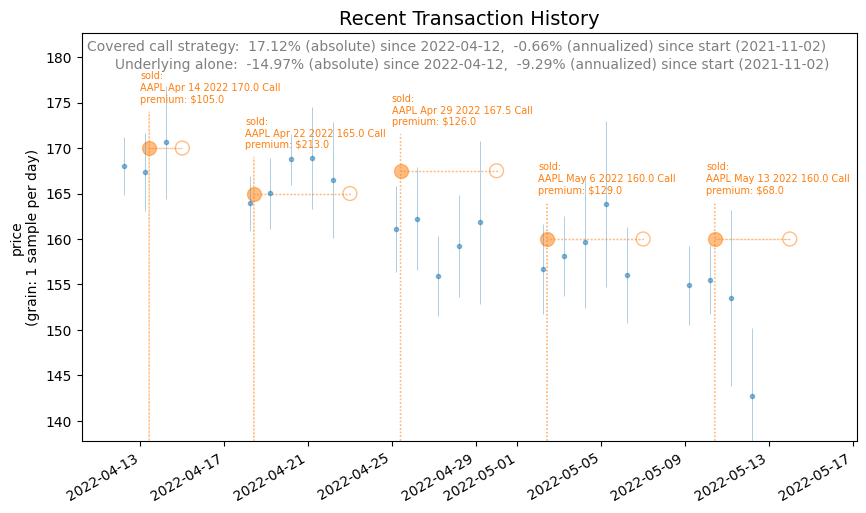 Recent Transaction History
Covered call strategy:  17.12% (absolute) since 2022-04-12,  -0.66% (annualized) since start (2021-11-02)
Underlying alone:  -14.97% (absolute) since 2022-04-12,  -9.29% (annualized) since start (2021-11-02)
sold:
AAPL Apr 14 2022 170.0 Call
premium: $105.0
sold:
AAPL Apr 22 2022 165.0 Call
premium: $213.0
sold:
AAPL Apr 29 2022 167.5 Call
premium: $126.0
sold:
AAPL May 6 2022 160.0 Call
premium: $129.0
sold:
AAPL May 13 2022 160.0 Call
premium: $68.0
price
(grain: 1 sample per day)
180
175
170
165
160
155
150
145
140
2022-04-13
2022-04-17
2022-04-21
2022-04-25
2022-04-29
2022-05-01
2022-05-05
2022-05-09
2022-05-13
2022-05-17